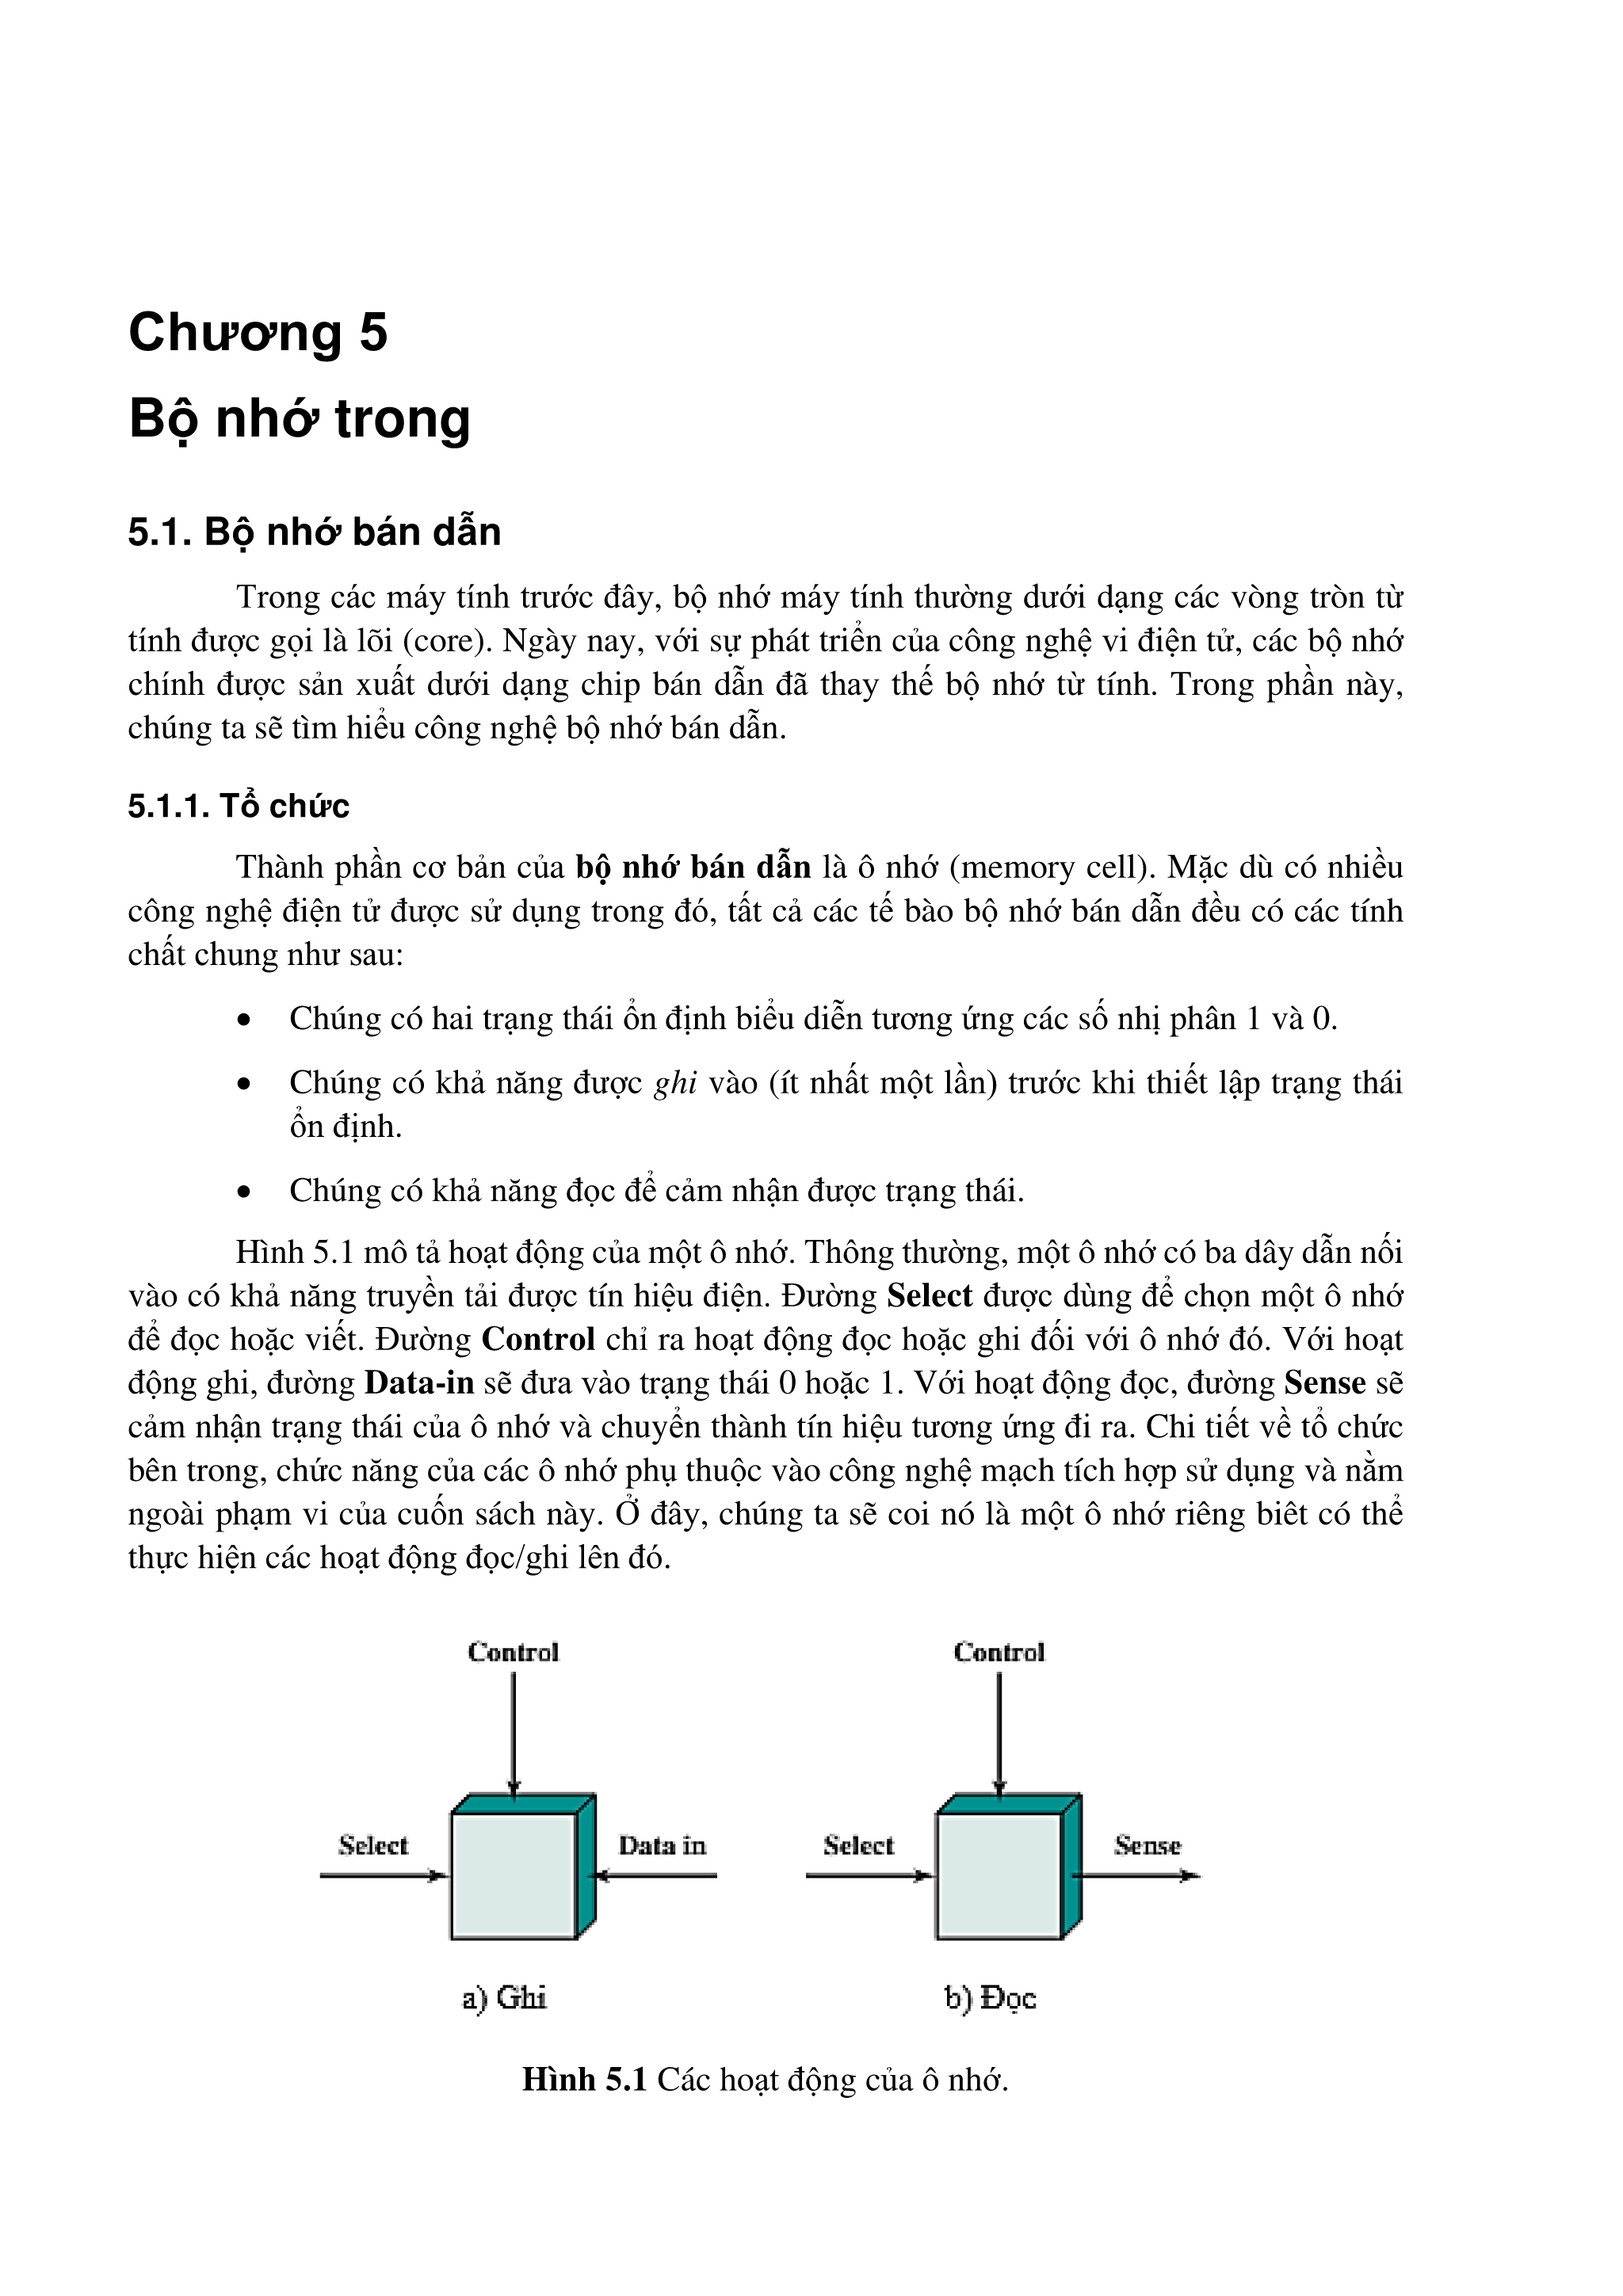 Chương 5
Bộ nhớ trong
5.1. Bộ nhớ bán dẫn
Trong các máy tính trước đây, bộ nhớ máy tính thường dưới dạng các vòng tròn từ
tính được gọi là lõi (core). Ngày nay, với sự phát triển của công nghệ vi điện tử, các bộ nhớ
chính được sản xuất dưới dạng chip bán dẫn đã thay thế bộ nhớ từ tính. Trong phần này,
chúng ta sẽ tìm hiểu công nghệ bộ nhớ bán dẫn.
5.1.1. Tổ chức
Thành phần cơ bản của bộ nhớ bán dẫn là ô nhớ (memory cell). Mặc dù có nhiều
công nghệ điện tử được sử dụng trong đó, tất cả các tế bào bộ nhớ bán dẫn đều có các tính
chất chung như sau:
• Chúng có hai trạng thái ổn định biểu diễn tương ứng các số nhị phân 1 và 0.
• Chúng có khả năng được ghi vào (ít nhất một lần) trước khi thiết lập trạng thái
ổn định.
• Chúng có khả năng đọc để cảm nhận được trạng thái.
Hình 5.1 mô tả hoạt động của một ô nhớ. Thông thường, một ô nhớ có ba dây dẫn nối
vào có khả năng truyền tải được tín hiệu điện. Đường Select được dùng để chọn một ô nhớ
để đọc hoặc viết. Đường Control chỉ ra hoạt động đọc hoặc ghi đối với ô nhớ đó. Với hoạt
động ghi, đường Data-in sẽ đưa vào trạng thái 0 hoặc 1. Với hoạt động đọc, đường Sense sẽ
cảm nhận trạng thái của ô nhớ và chuyển thành tín hiệu tương ứng đi ra. Chi tiết về tổ chức
bên trong, chức năng của các ô nhớ phụ thuộc vào công nghệ mạch tích hợp sử dụng và nằm
ngoài phạm vi của cuốn sách này. Ở đây, chúng ta sẽ coi nó là một ô nhớ riêng biêt có thể
thực hiện các hoạt động đọc/ghi lên đó.
Control Control
Select Data in Select Sense
a) Ghi b) Đọc
Hình 5.1 Các hoạt động của ô nhớ.